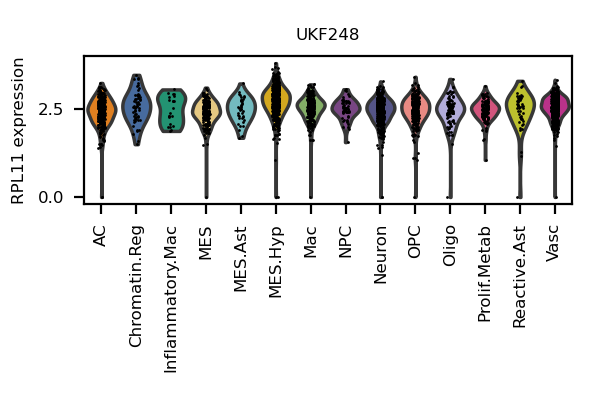 UKF248
RPL11 expression
2.5
0.0
AC
Chromatin.Reg
Inflammatory.Mac
MES
MES.Ast
MES.Hyp
Mac
NPC
Neuron
OPC
Oligo
Prolif.Metab
Reactive.Ast
Vasc